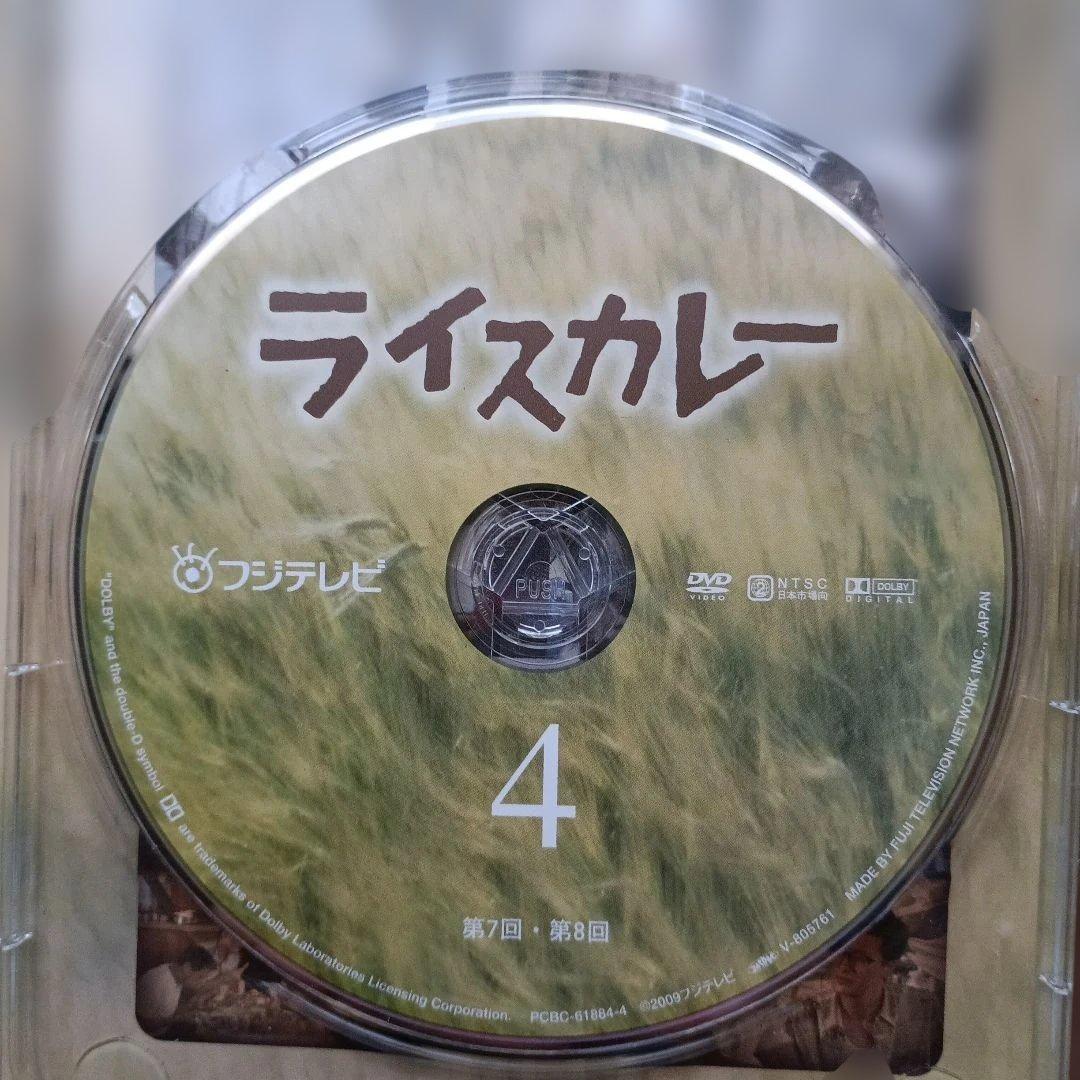 ライスカレー
フジテレビ
PUSH
DVD
VIDEO
2
NTSC
日本市場向
DOLBY
DIGITAL
4
第7回・第8回
"DOLBY" and the double-D symbol are trademarks of Dolby Laboratories Licensing Corporation.
PCBC-61884-4
©2009フジテレビ
V-805761
MADE BY FUJI TELEVISION NETWORK INC., JAPAN